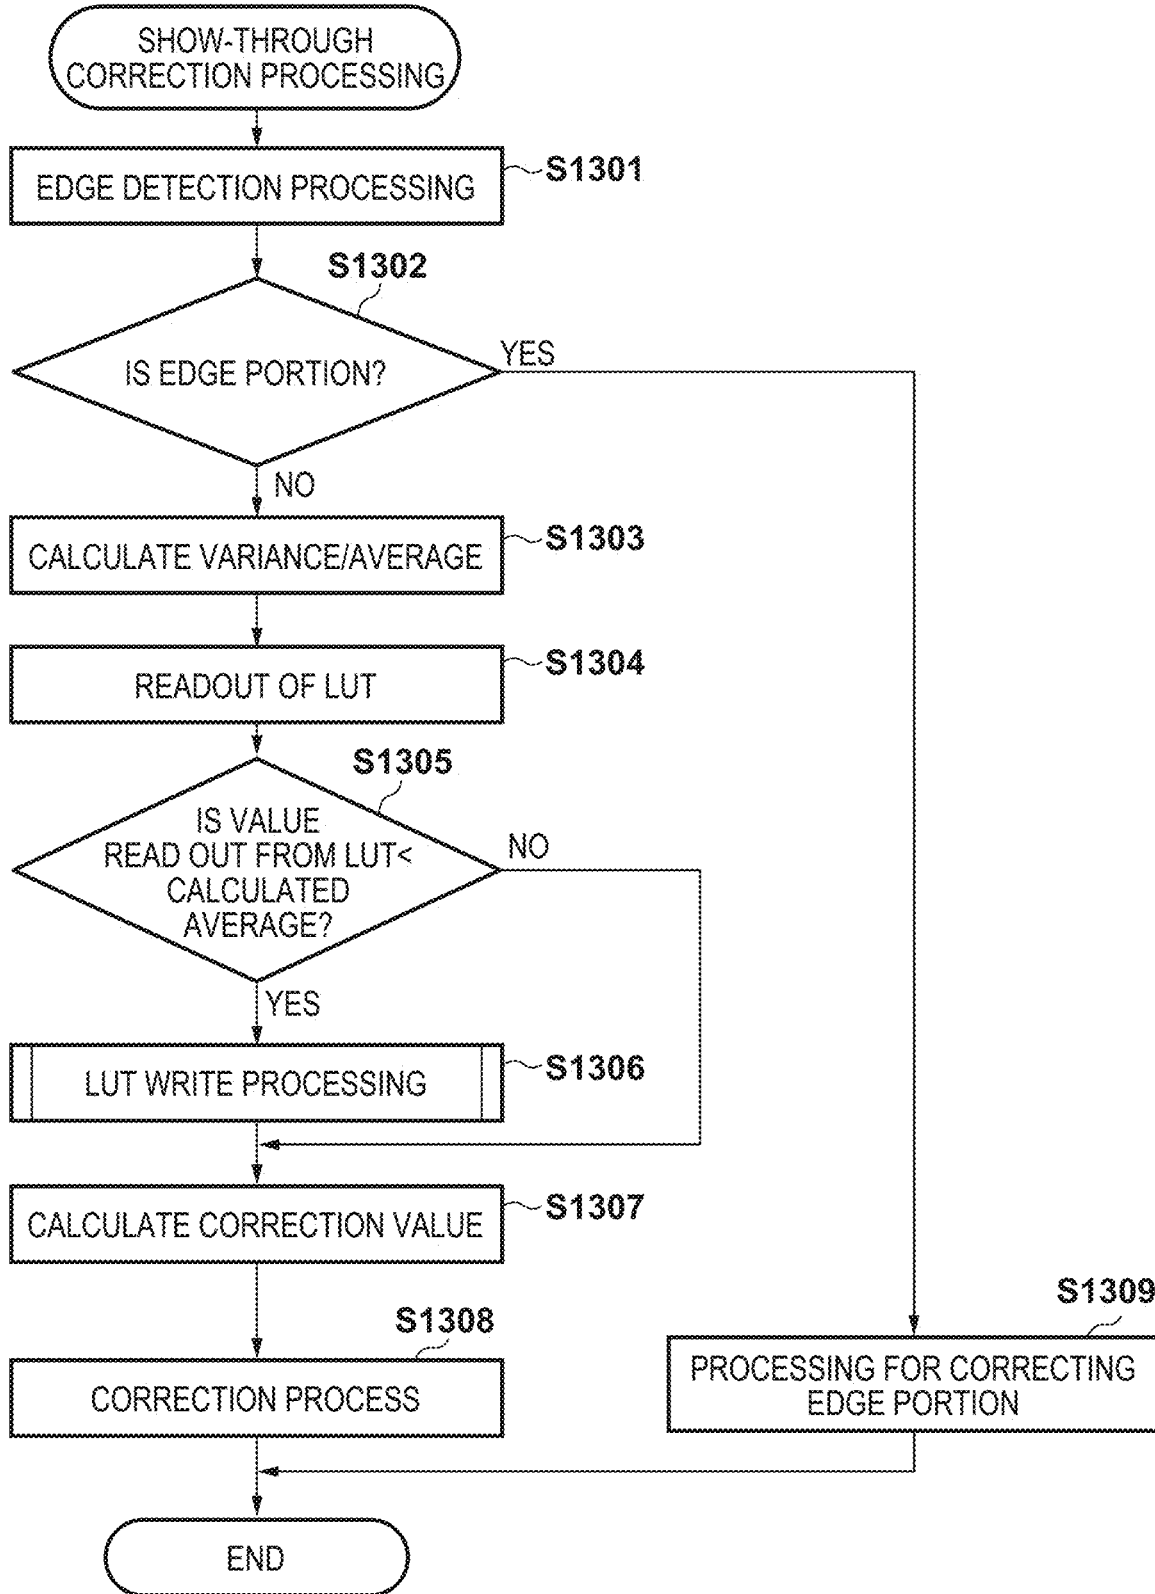 SHOW-THROUGH
CORRECTION PROCESSING
EDGE DETECTION PROCESSING
S1301
S1302
IS EDGE PORTION?
YES
NO
CALCULATE VARIANCE/AVERAGE
S1303
READOUT OF LUT
S1304
S1305
IS VALUE
READ OUT FROM LUT<
CALCULATED
AVERAGE?
NO
YES
LUT WRITE PROCESSING
S1306
CALCULATE CORRECTION VALUE
S1307
S1308
CORRECTION PROCESS
S1309
PROCESSING FOR CORRECTING
EDGE PORTION
END